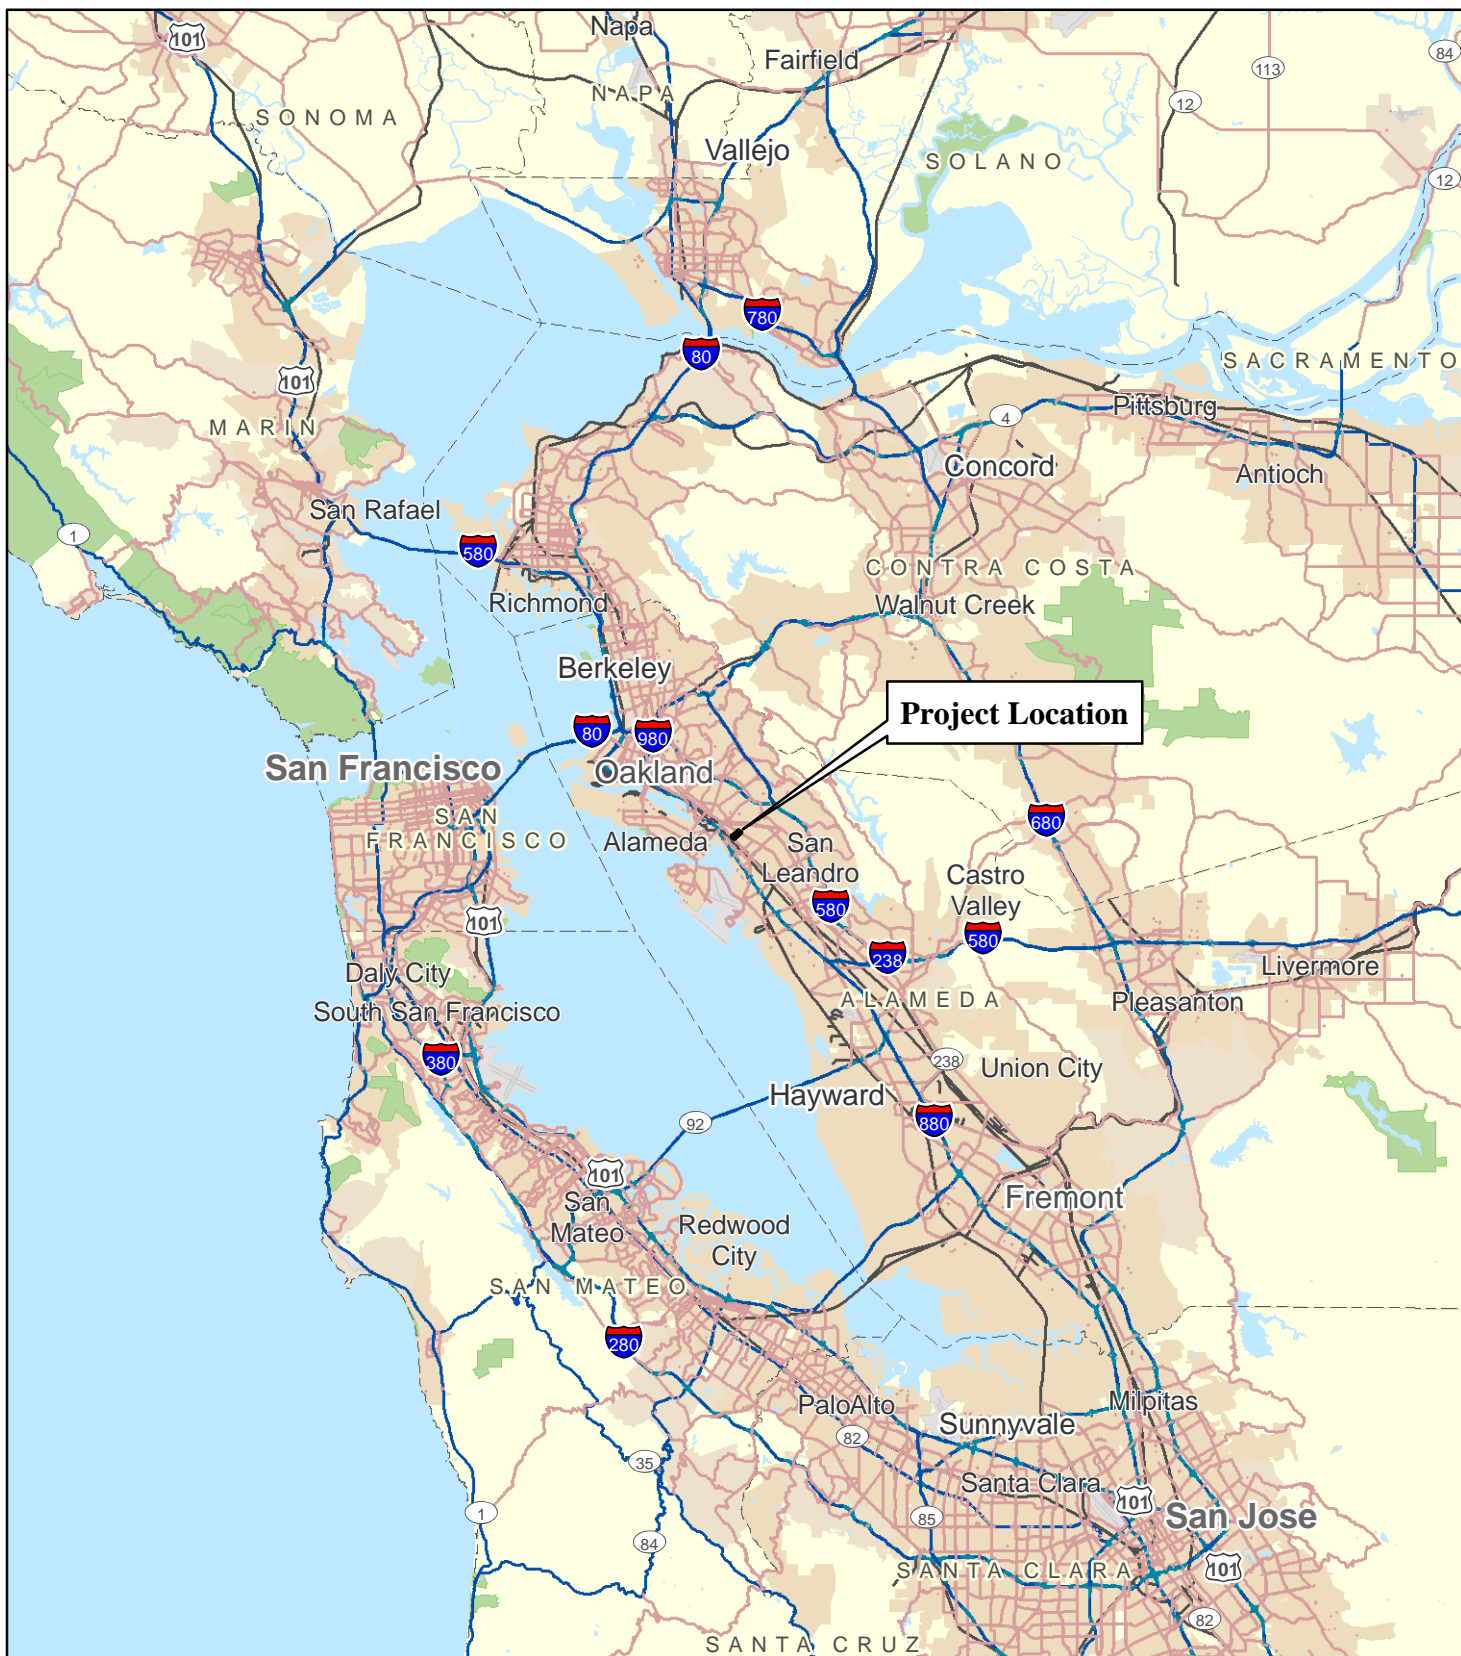 101
Napa
Fairfield
84
113
NAPA
12
SONOMA
Vallejo
SOLANO
12
780
80
SACRAMENTO
101
Pittsburg
4
MARIN
Concord
Antioch
San Rafael
1
580
CONTRA COSTA
Richmond
Walnut Creek
Berkeley
Project Location
80
980
San Francisco
Oakland
SAN
FRANCISCO
680
Alameda
San
Leandro
Castro
Valley
580
101
580
238
Livermore
Daly City
ALAMEDA
Pleasanton
South San Francisco
380
238
Union City
Hayward
92
880
101
San
Mateo
Fremont
Redwood
City
SAN MATEO
280
PaloAlto
Milpitas
Sunnyvale
82
35
Santa Clara
101
1
85
San Jose
84
SANTA CLARA
101
82
SANTA CRUZ